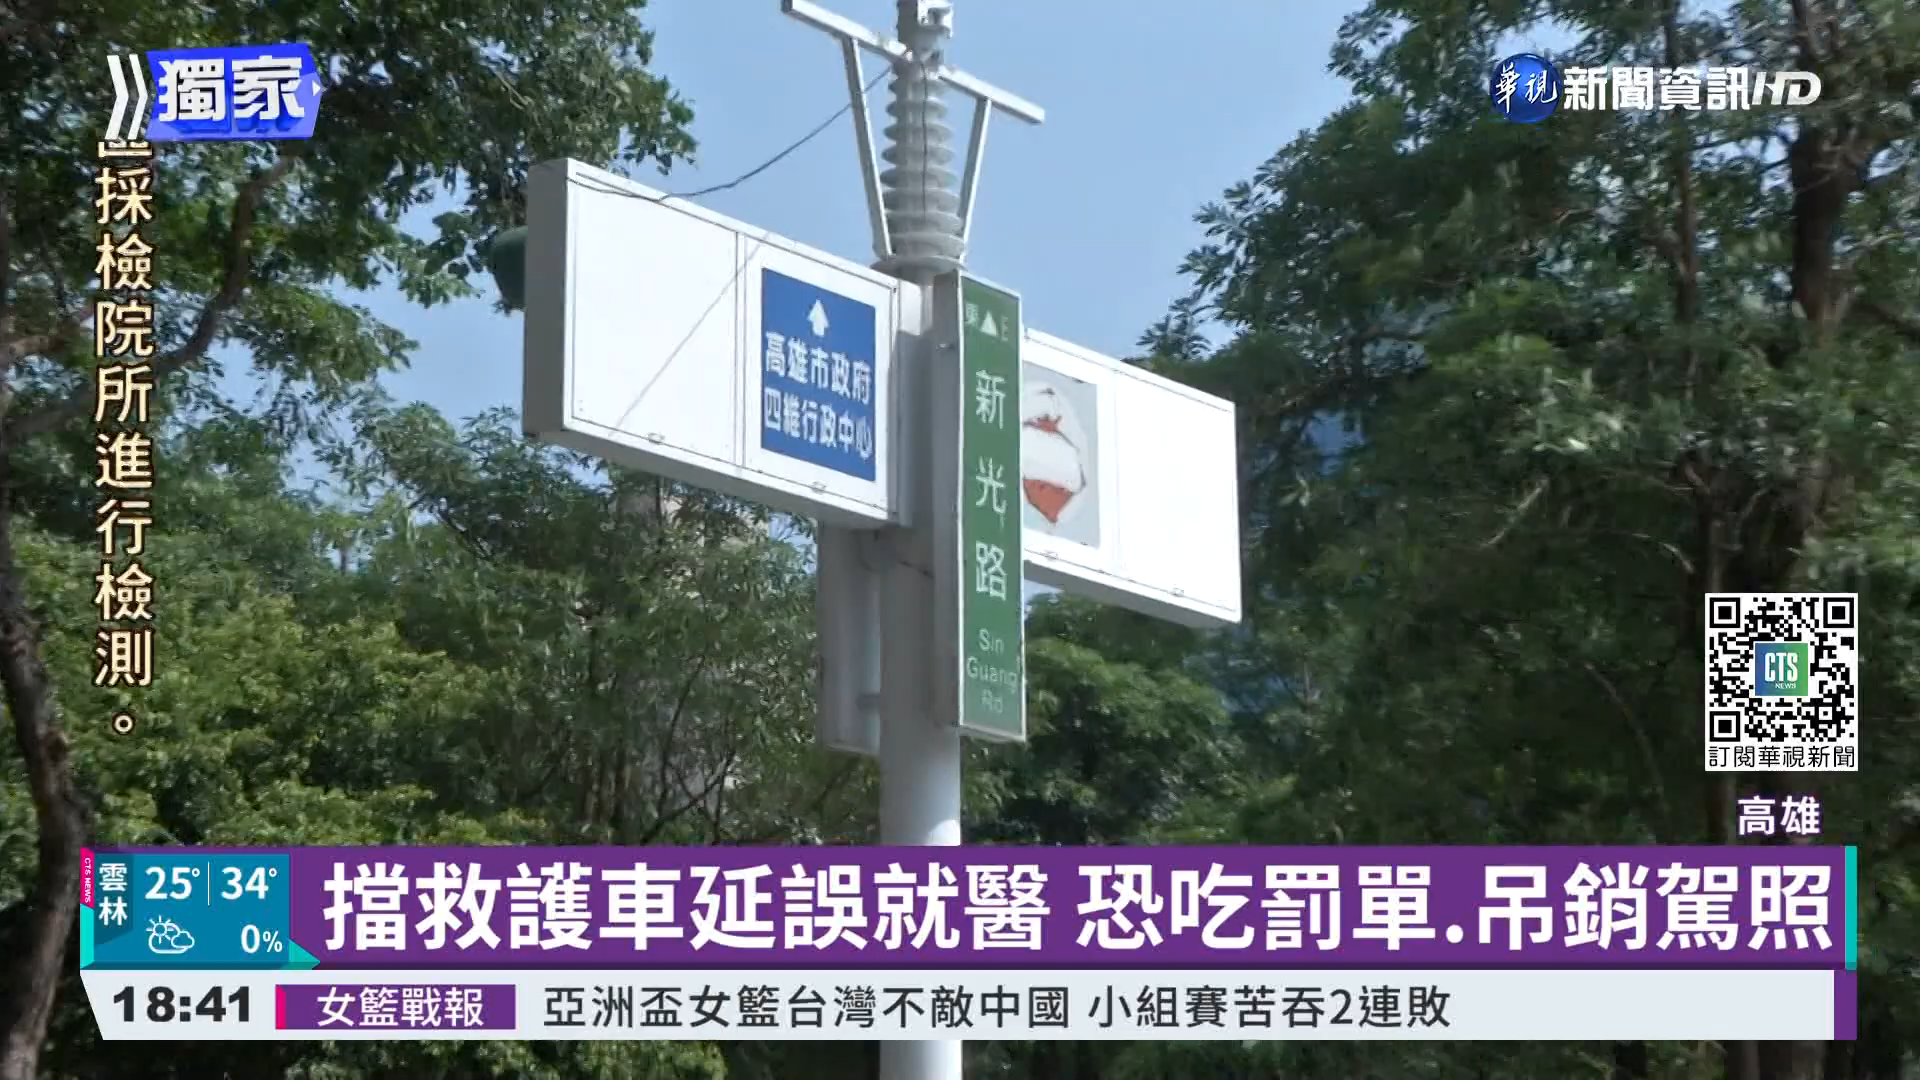 獨家
採檢院所進行檢測。
華視新聞資訊HD
高雄市政府
四維行政中心
東▲E
新光路
Sin
Guang
Rd
CTS
NEWS
訂閱華視新聞
高雄
CTS NEWS
雲林
25° 34°
0%
擋救護車延誤就醫 恐吃罰單.吊銷駕照
18:41
女籃戰報
亞洲盃女籃台灣不敵中國 小組賽苦吞2連敗